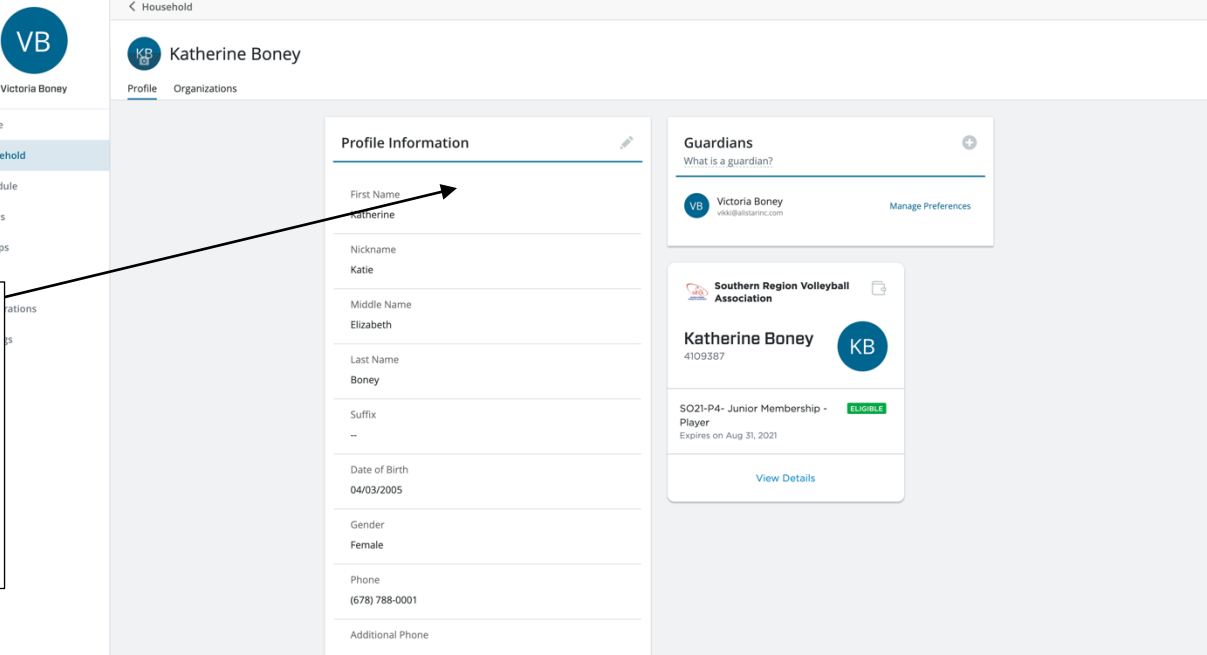 Household
VB
Victoria Boney
KB
Katherine Boney
Profile
Organizations
e
ehold
dule
s
ps
rations
gs
Profile Information
First Name
Katherine
Nickname
Katie
Middle Name
Elizabeth
Last Name
Boney
Suffix
--
Date of Birth
04/03/2005
Gender
Female
Phone
(678) 788-0001
Additional Phone
Guardians
What is a guardian?
VB
Victoria Boney
vikki@alistarinc.com
Manage Preferences
Southern Region Volleyball
Association
Katherine Boney
4109387
KB
SO21-P4- Junior Membership -
Player
ELIGIBLE
Expires on Aug 31, 2021
View Details